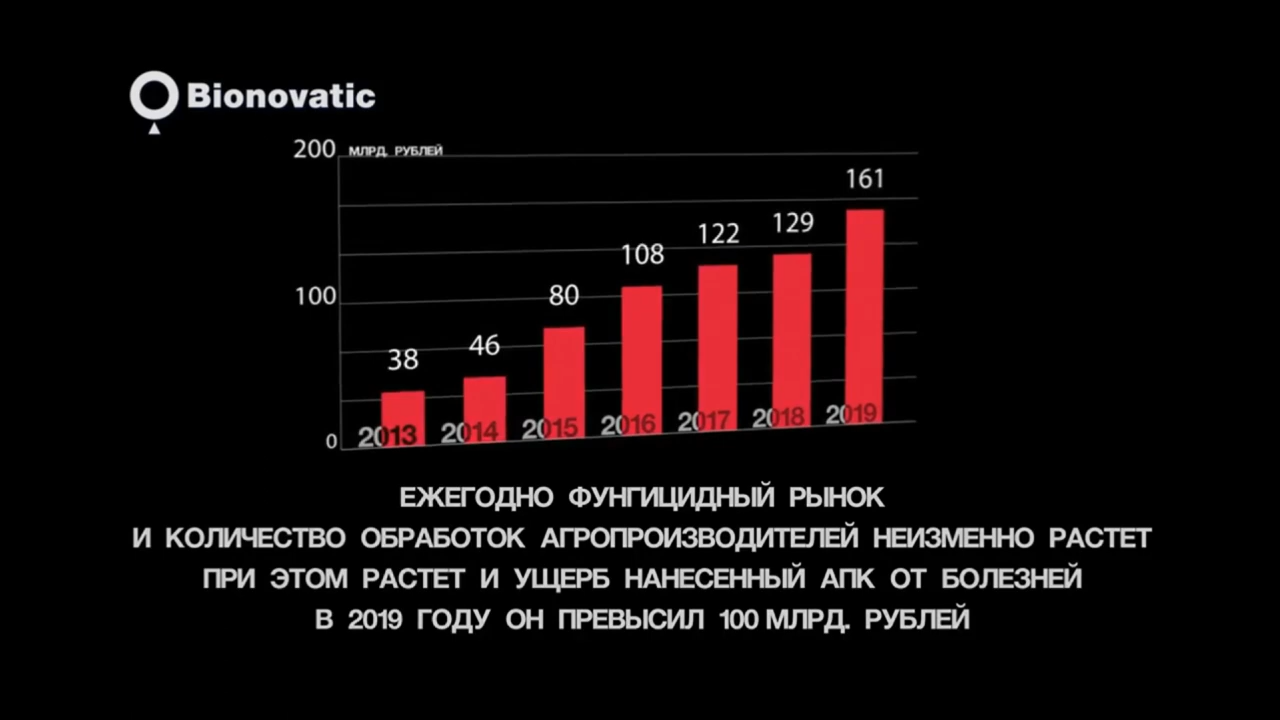 Bionovatic
200 МЛРД. РУБЛЕЙ
161
129
122
108
100
80
46
38
0
2013 2014 2015 2016 2017 2018 2019
ЕЖЕГОДНО ФУНГИЦИДНЫЙ РЫНОК
И КОЛИЧЕСТВО ОБРАБОТОК АГРОПРОИЗВОДИТЕЛЕЙ НЕИЗМЕННО РАСТЕТ
ПРИ ЭТОМ РАСТЕТ И УЩЕРБ НАНЕСЕННЫЙ АПК ОТ БОЛЕЗНЕЙ
В 2019 ГОДУ ОН ПРЕВЫСИЛ 100 МЛРД. РУБЛЕЙ